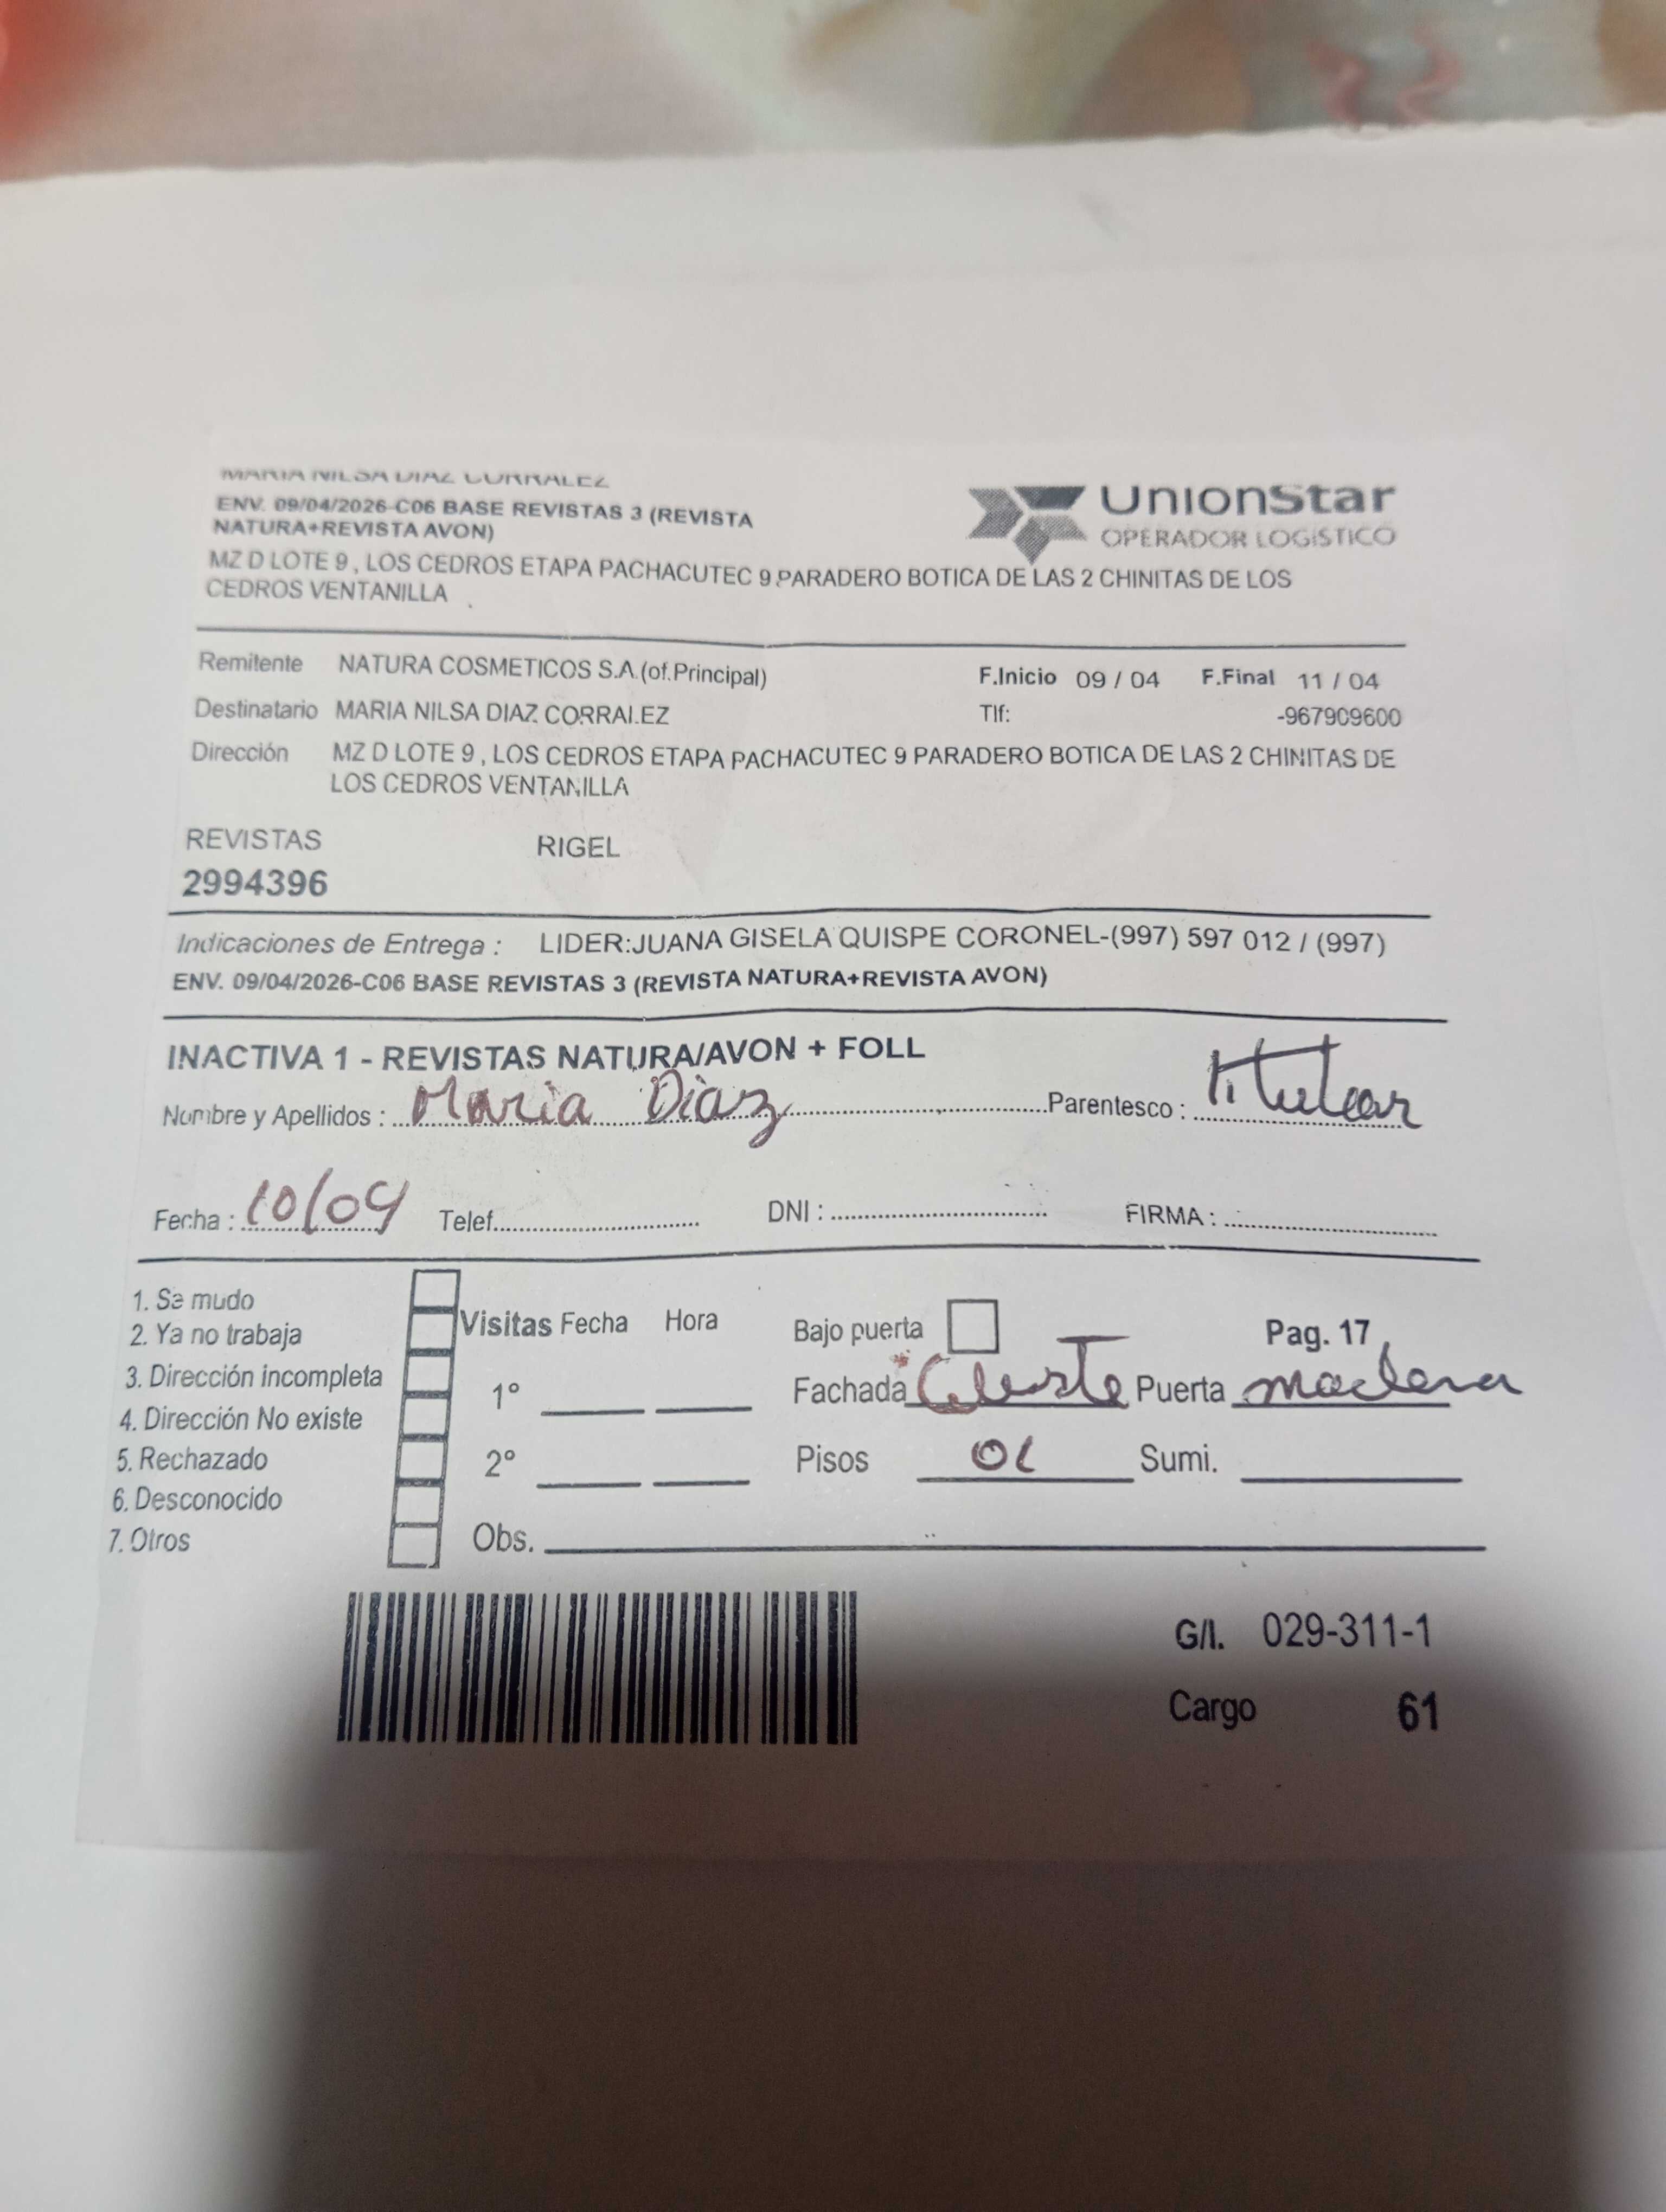 MARIA NILSA DIAZ CORRALEZ
ENV. 09/04/2026-C06 BASE REVISTAS 3 (REVISTA
NATURA+REVISTA AVON)
UnionStar
OPERADOR LOGISTICO
MZ D LOTE 9 , LOS CEDROS ETAPA PACHACUTEC 9 PARADERO BOTICA DE LAS 2 CHINITAS DE LOS
CEDROS VENTANILLA
Remitente NATURA COSMETICOS S.A.(of.Principal) F.Inicio 09 / 04 F.Final 11 / 04
Destinatario MARIA NILSA DIAZ CORRALEZ Tlf: -967909600
Dirección MZ D LOTE 9 , LOS CEDROS ETAPA PACHACUTEC 9 PARADERO BOTICA DE LAS 2 CHINITAS DE
LOS CEDROS VENTANILLA
REVISTAS RIGEL
2994396
Indicaciones de Entrega : LIDER:JUANA GISELA QUISPE CORONEL-(997) 597 012 / (997)
ENV. 09/04/2026-C06 BASE REVISTAS 3 (REVISTA NATURA+REVISTA AVON)
INACTIVA 1 - REVISTAS NATURA/AVON + FOLL
Nombre y Apellidos : Maria Diaz Parentesco : titular
Fecha : 10/04 Telef. DNI : FIRMA :
1. Se mudo
2. Ya no trabaja
3. Dirección incompleta
4. Dirección No existe
5. Rechazado
6. Desconocido
7. Otros
Visitas Fecha Hora
1°
2°
Obs.
Bajo puerta Pag. 17
Fachada Celeste Puerta madera
Pisos 01 Sumi.
G/I. 029-311-1
Cargo 61